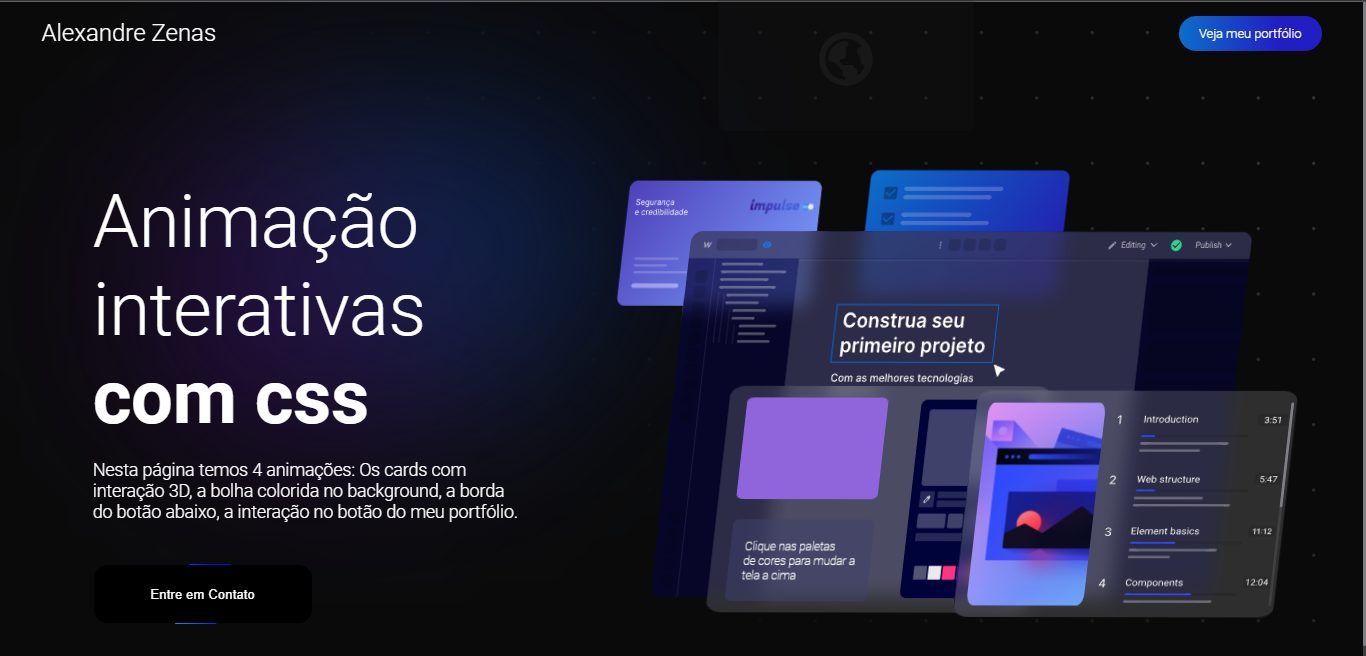 Alexandre Zenas
Veja meu portfólio
Animação
interativas
com css
Nesta página temos 4 animações: Os cards com
interação 3D, a bolha colorida no background, a borda
do botão abaixo, a interação no botão do meu portfólio.
Entre em Contato
Segurança
e credibilidade
impulse
W
Editing
Publish
Construa seu
primeiro projeto
Com as melhores tecnologias
Clique nas paletas
de cores para mudar a
tela a cima
1 Introduction 3:51
2 Web structure 5:47
3 Element basics 11:12
4 Components 12:04